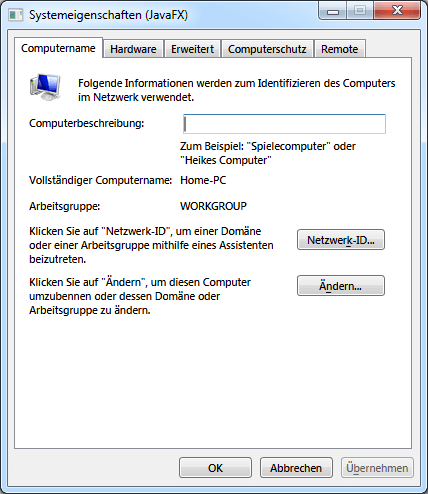 Systemeigenschaften (JavaFX)
Computername Hardware Erweitert Computerschutz Remote
Folgende Informationen werden zum Identifizieren des Computers
im Netzwerk verwendet.
Computerbeschreibung:
Zum Beispiel: "Spielecomputer" oder
"Heikes Computer"
Vollständiger Computername: Home-PC
Arbeitsgruppe: WORKGROUP
Klicken Sie auf "Netzwerk-ID", um einer Domäne
oder einer Arbeitsgruppe mithilfe eines Assistenten
beizutreten.
Netzwerk-ID...
Klicken Sie auf "Ändern", um diesen Computer
umzubennen oder dessen Domäne oder
Arbeitsgruppe zu ändern.
Ändern...
OK Abbrechen Übernehmen